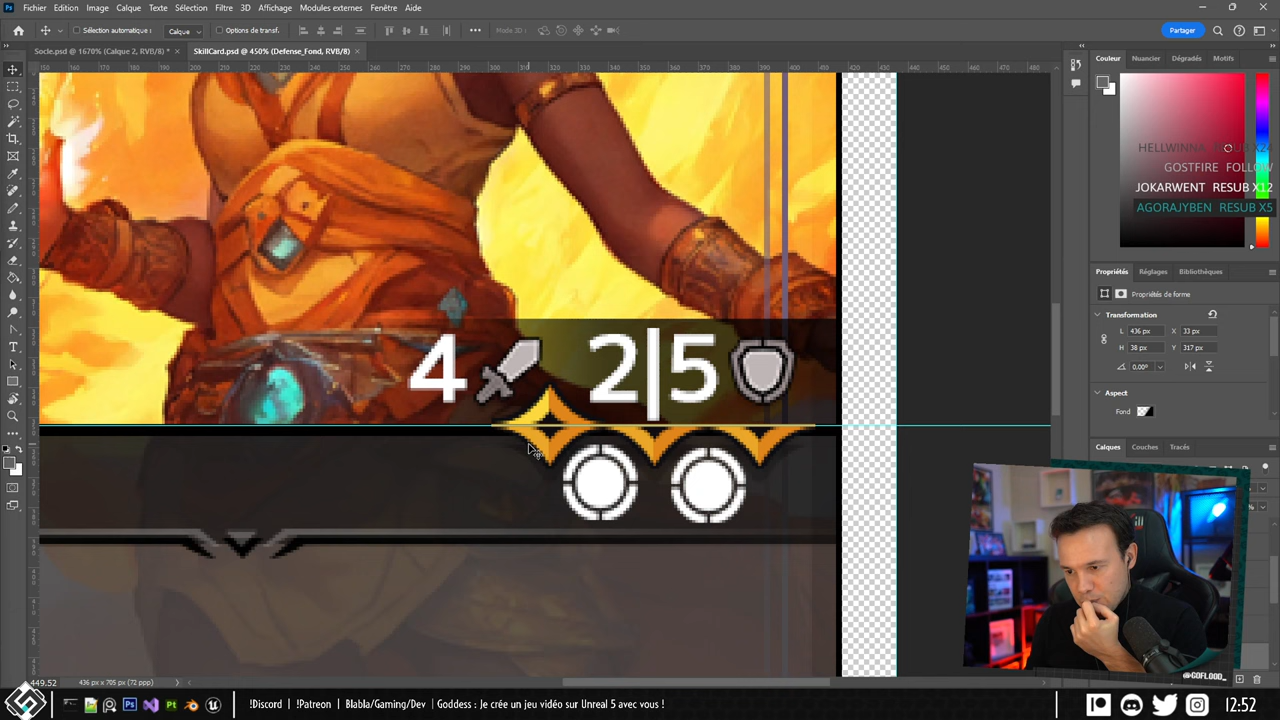 Fichier Edition Image Calque Texte Sélection Filtre 3D Affichage Modules externes Fenêtre Aide
Sélection automatique : Calque Options de transf. Mode 3D : Partager
Socle.psd @ 1670% (Calque 2, RVB/8) * SkillCard.psd @ 450% (Defense_Fond, RVB/8)
Couleur Nuancier Dégradés Motifs
HELLWINNA RESUB X24
GOSTFIRE FOLLOW
JOKARWENT RESUB X12
AGORAJYBEN RESUB X5
Propriétés Réglages Bibliothèques
Propriétés de forme
Transformation
L 436 px X 33 px
H 38 px Y 317 px
0,00°
Aspect
Fond
4 2|5
Calques Couches Tracés
449.52 436 px x 705 px (72 ppp)
@GOFLOOD_
!Discord | !Patreon | Blabla/Gaming/Dev | Goddess : Je cree un jeu vidéo sur Unreal 5 avec vous !
12:52